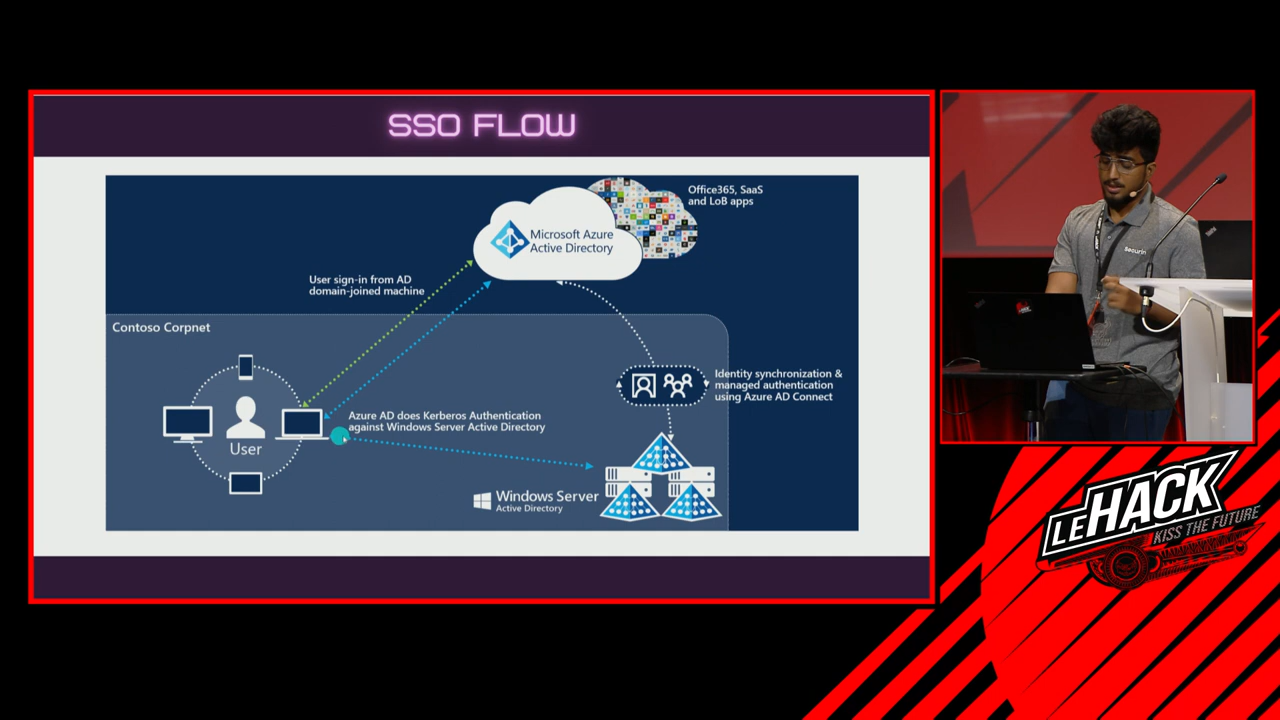 SSO FLOW
Office365, SaaS
and LoB apps
Microsoft Azure
Active Directory
User sign-in from AD
domain-joined machine
Contoso Corpnet
Identity synchronization &
managed authentication
using Azure AD Connect
Azure AD does Kerberos Authentication
against Windows Server Active Directory
User
Windows Server
Active Directory
Securin
LEHACK
KISS THE FUTURE